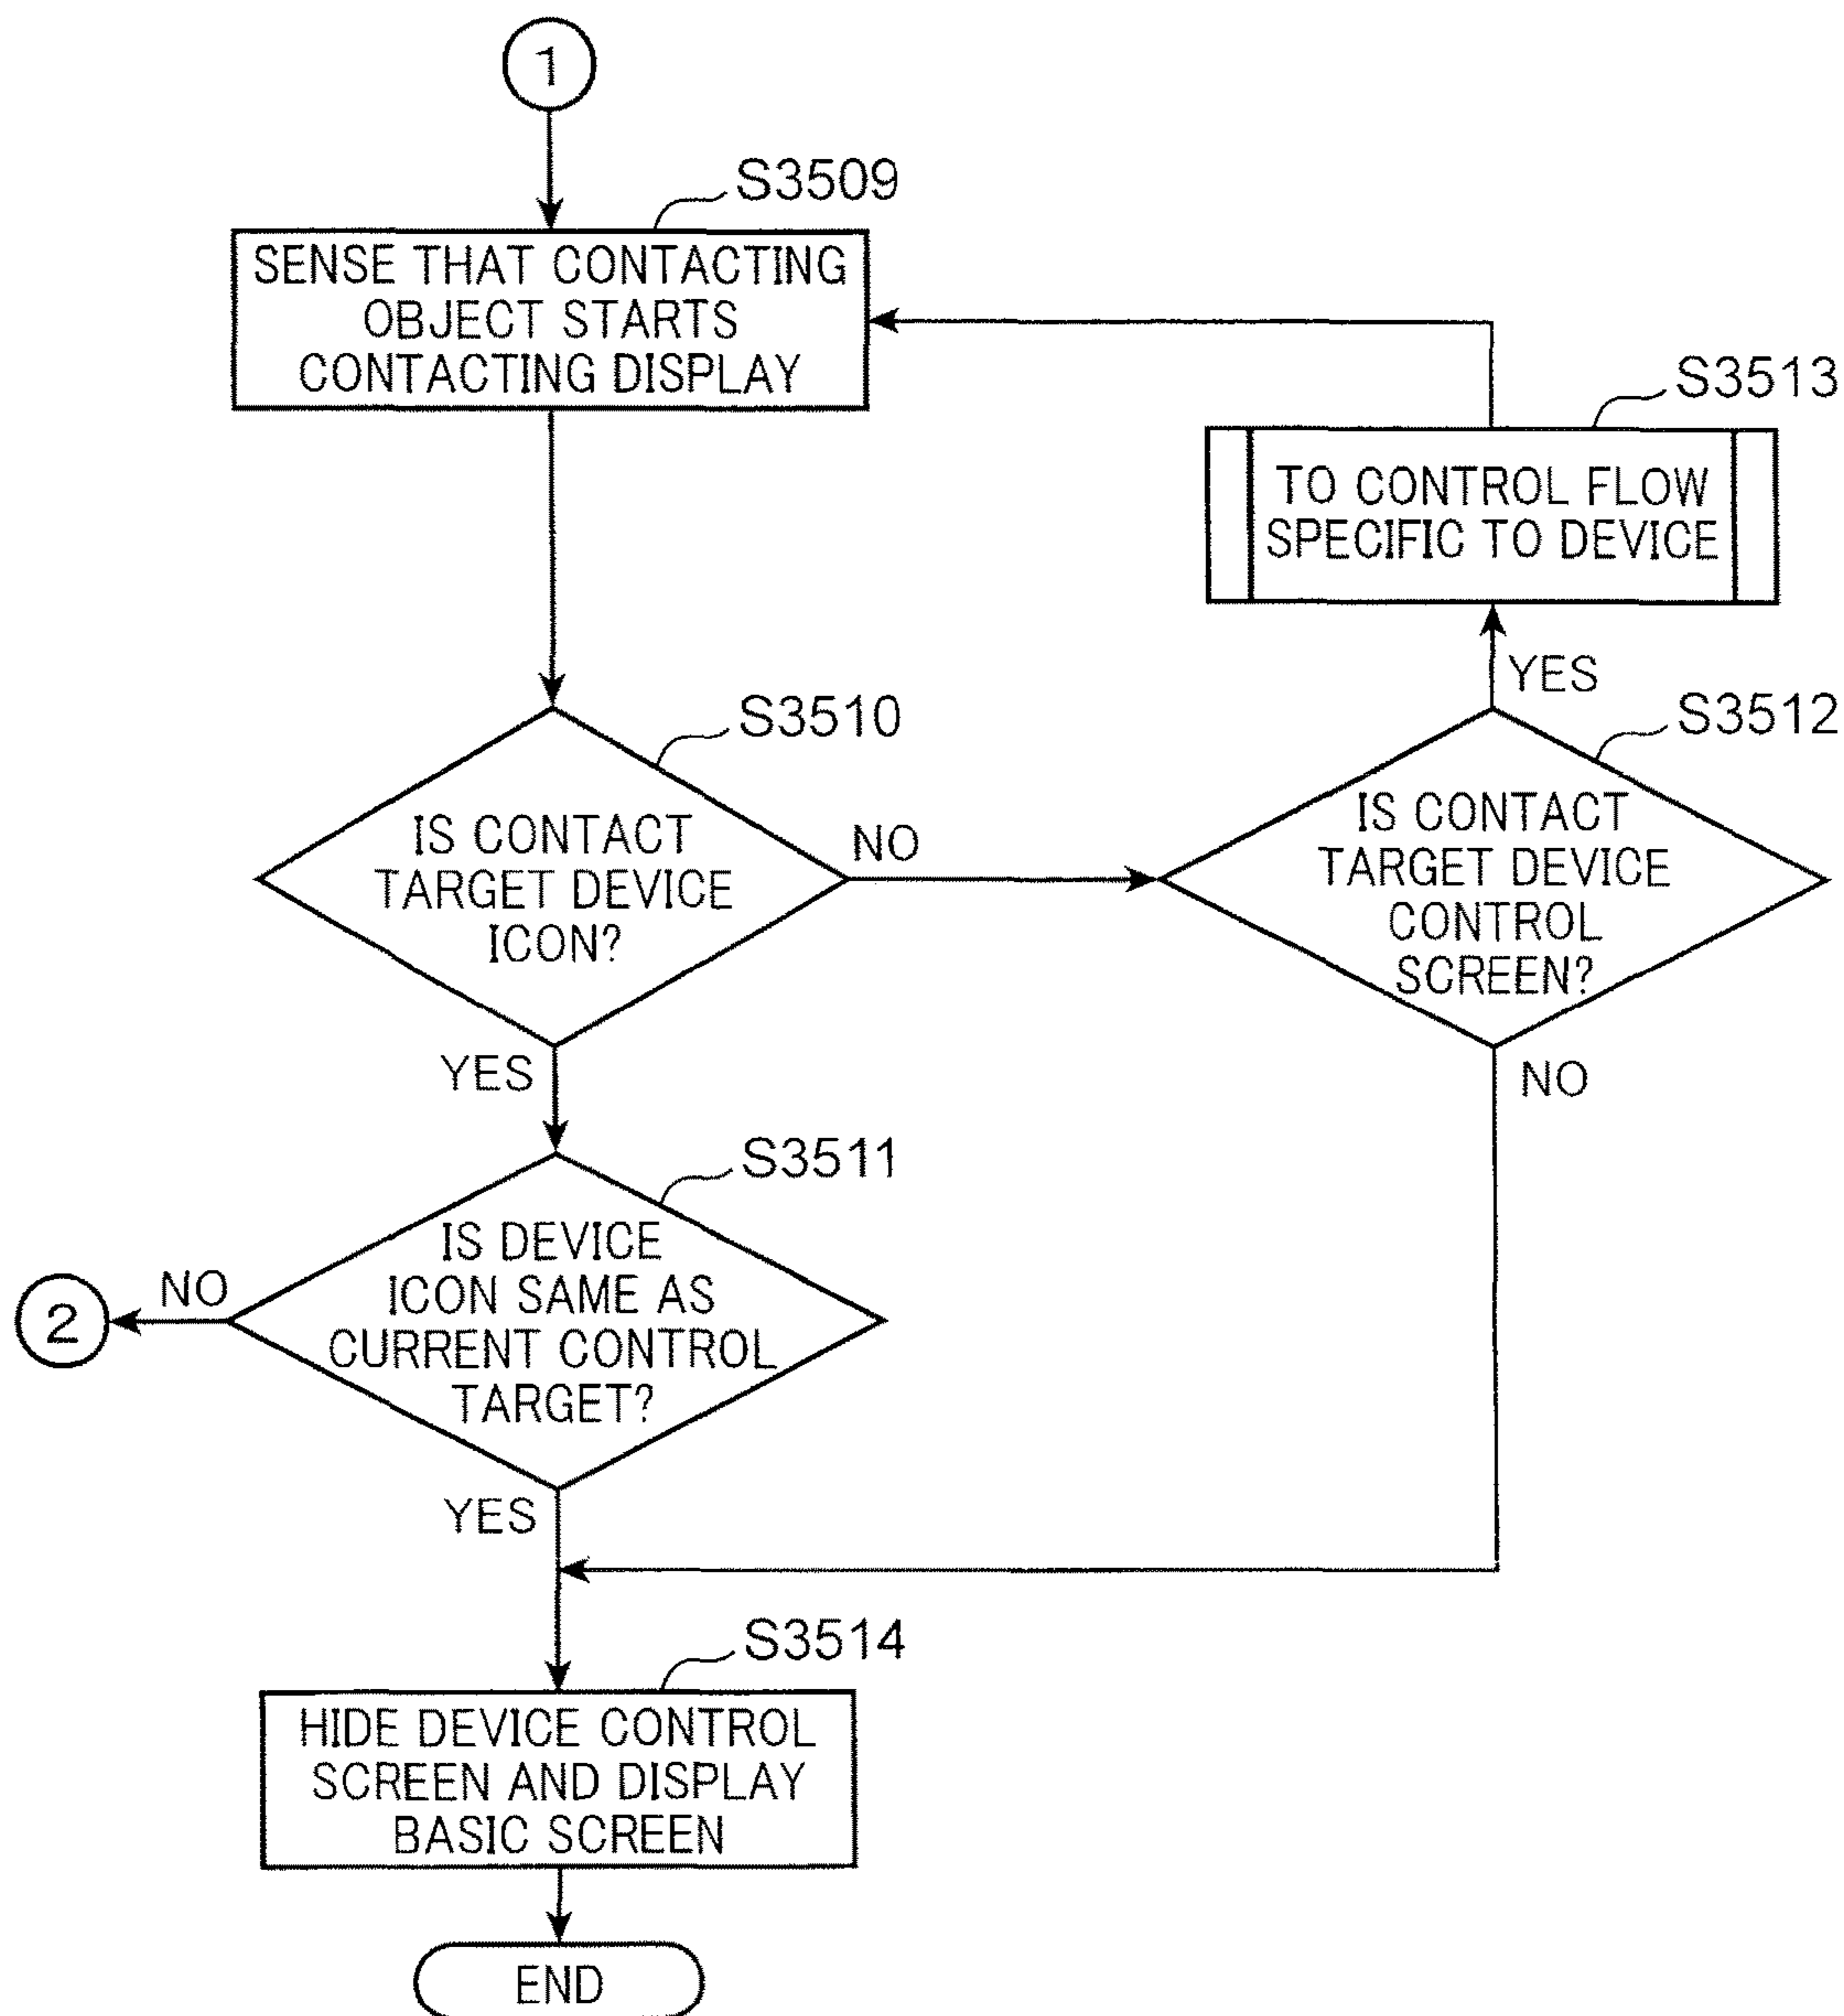 1
S3509
SENSE THAT CONTACTING
OBJECT STARTS
CONTACTING DISPLAY
S3513
TO CONTROL FLOW
SPECIFIC TO DEVICE
YES
S3510
S3512
IS CONTACT
TARGET DEVICE
ICON?
NO
IS CONTACT
TARGET DEVICE
CONTROL
SCREEN?
YES
NO
S3511
IS DEVICE
ICON SAME AS
CURRENT CONTROL
TARGET?
NO
2
YES
S3514
HIDE DEVICE CONTROL
SCREEN AND DISPLAY
BASIC SCREEN
END